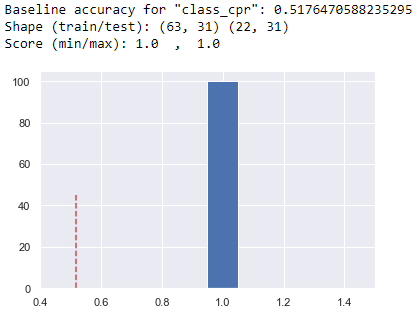 Baseline accuracy for "class_cpr": 0.5176470588235295
Shape (train/test): (63, 31) (22, 31)
Score (min/max): 1.0  ,  1.0
100
80
60
40
20
0
0.4 0.6 0.8 1.0 1.2 1.4